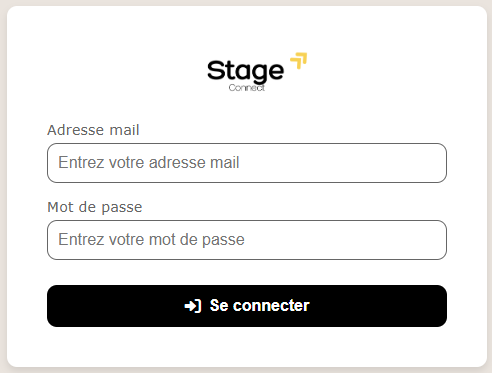 Stage
Connect
Adresse mail
Entrez votre adresse mail
Mot de passe
Entrez votre mot de passe
Se connecter